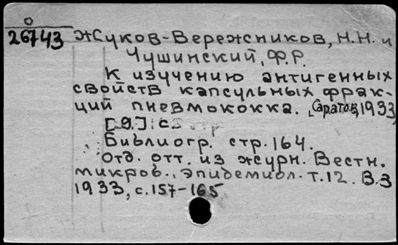 26743
Жуков-Вережников, Н.Н. и
Чушинский, Ф.Р.
К изучению антигенных
свойств капсульных фрак-
ций пневмококка. [Саратов, 1933]
[9.] с.
Библиогр. стр. 164.
Отд. отт. из журн. Вестн.
микроб., эпидемиол. т. 12. В.3
1933, с. 157-165